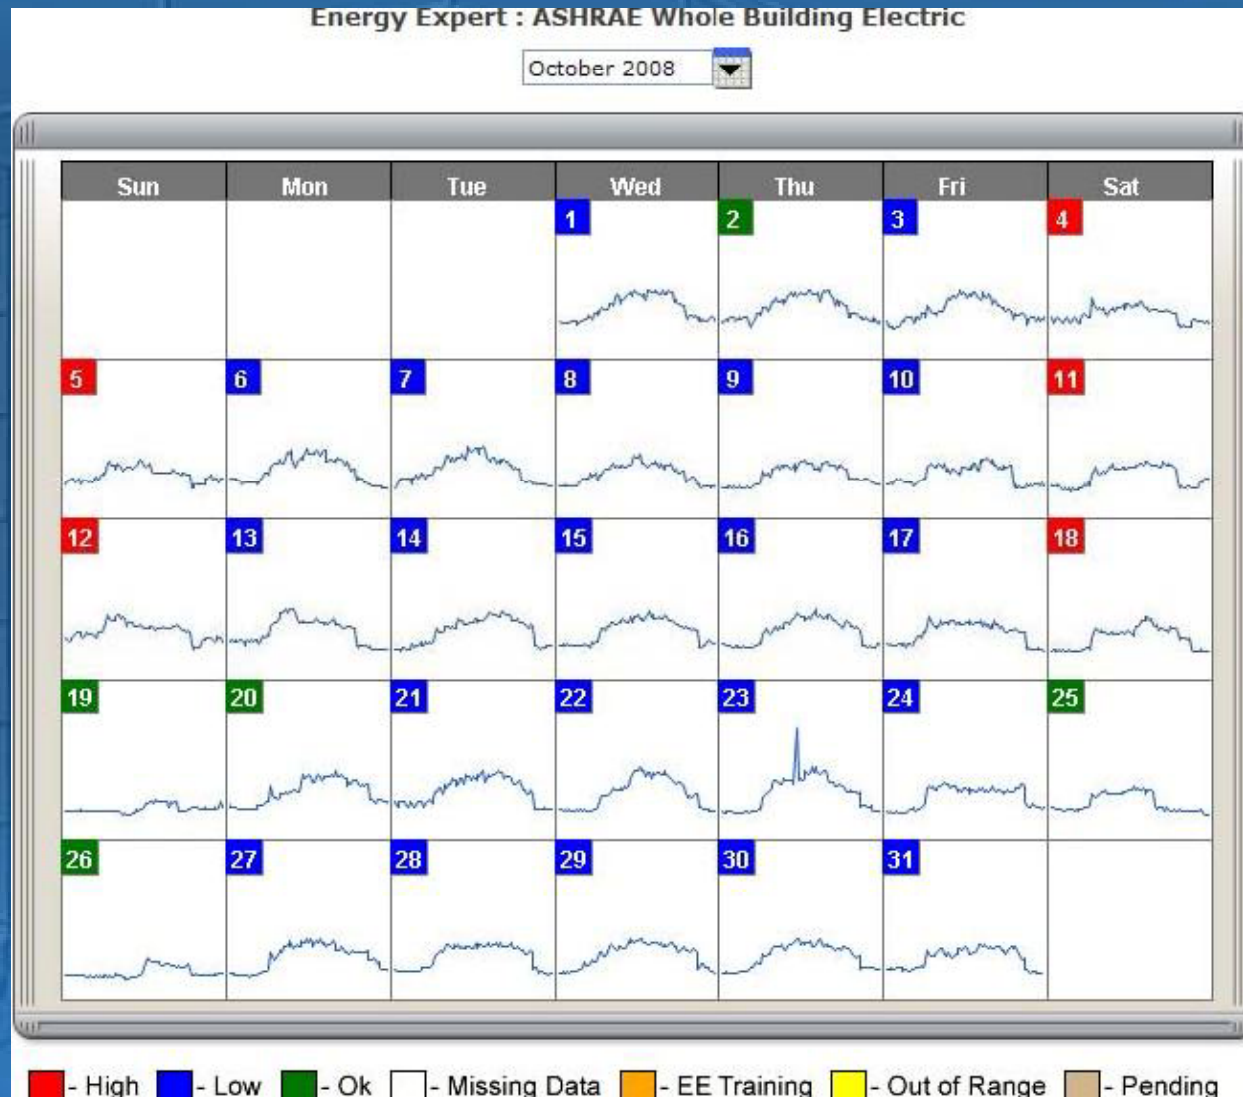 Energy Expert : ASHRAE Whole Building Electric
October 2008
Sun Mon Tue Wed Thu Fri Sat
1 2 3 4
5 6 7 8 9 10 11
12 13 14 15 16 17 18
19 20 21 22 23 24 25
26 27 28 29 30 31
- High - Low - Ok - Missing Data - EE Training - Out of Range - Pending